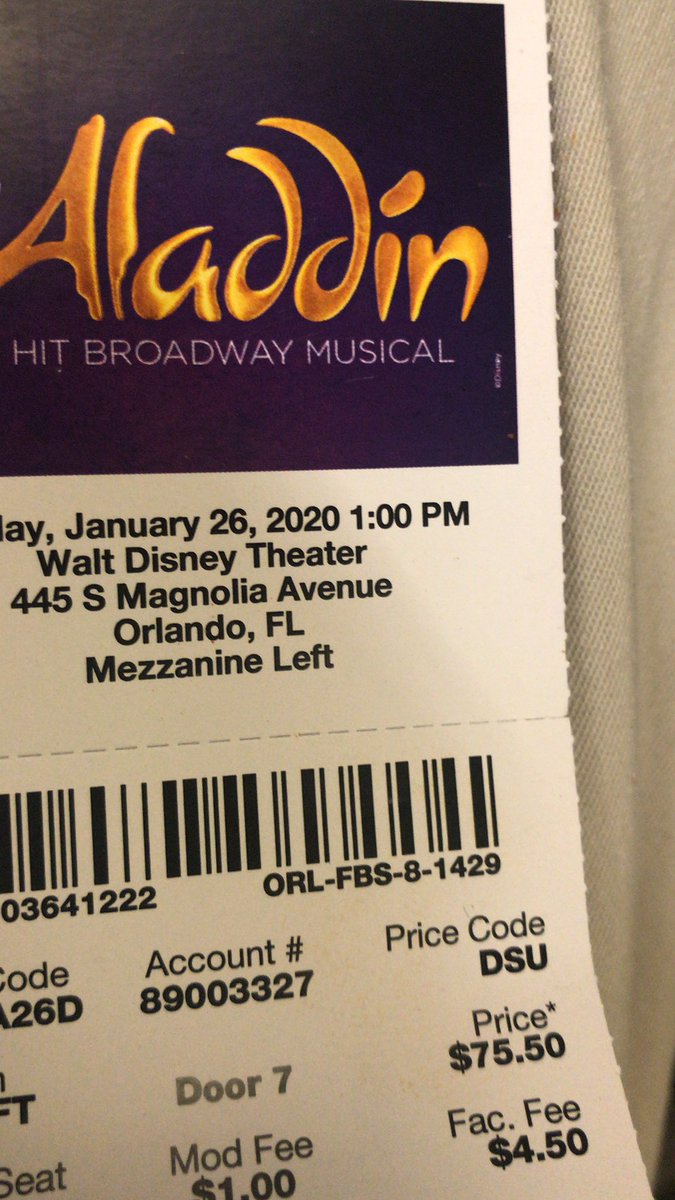 Aladdin
HIT BROADWAY MUSICAL
©Disney
January 26, 2020 1:00 PM
Walt Disney Theater
445 S Magnolia Avenue
Orlando, FL
Mezzanine Left
03641222
ORL-FBS-8-1429
Code
A26D
Account #
89003327
Price Code
DSU
Price*
$75.50
FT
Door 7
Fac. Fee
$4.50
Seat
Mod Fee
$1.00